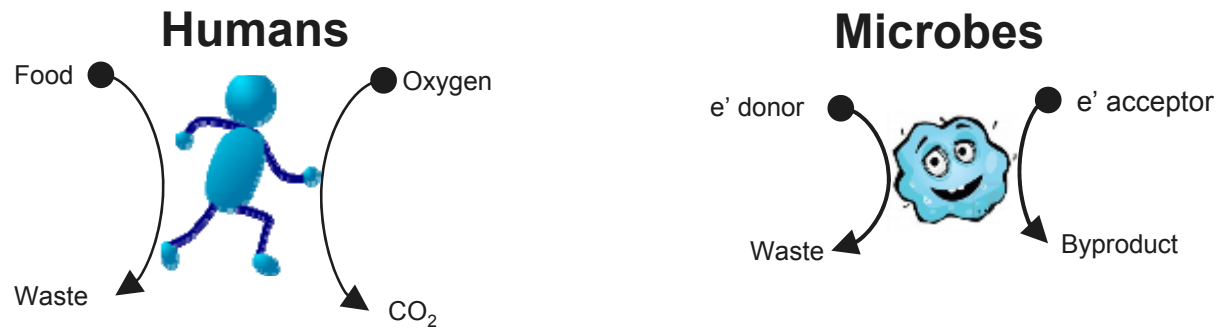 Humans
Microbes
Food
Oxygen
e’ donor
e’ acceptor
Waste
CO₂
Waste
Byproduct